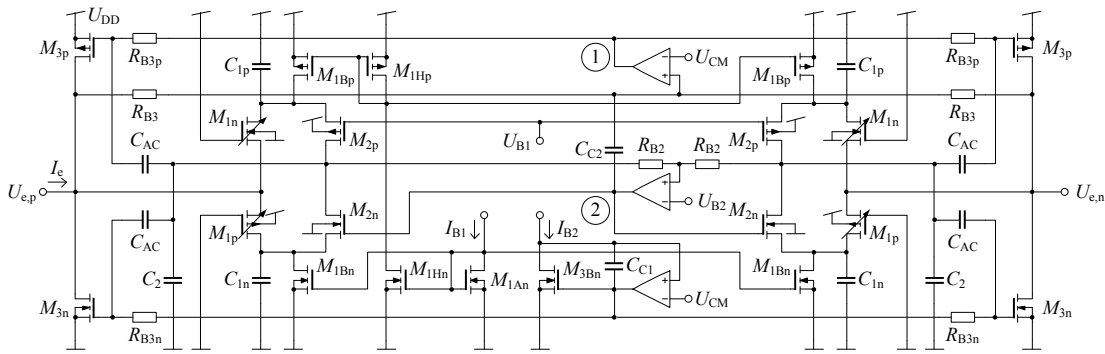 U_DD
M_3p R_B3p C_1p M_1Bp M_1Hp 1 U_CM M_1Bp C_1p R_B3p M_3p
R_B3 R_B3
M_1n M_2p U_B1 C_C2 R_B2 R_B2 M_2p M_1n
C_AC C_AC
I_e
U_e,p U_e,n
2 U_B2
M_2n I_B1 I_B2 M_2n
C_AC M_1p M_1p C_AC
C_2 C_1n M_1Bn M_1Hn M_1An M_3Bn C_C1 M_1Bn C_1n C_2
U_CM
M_3n R_B3n R_B3n M_3n